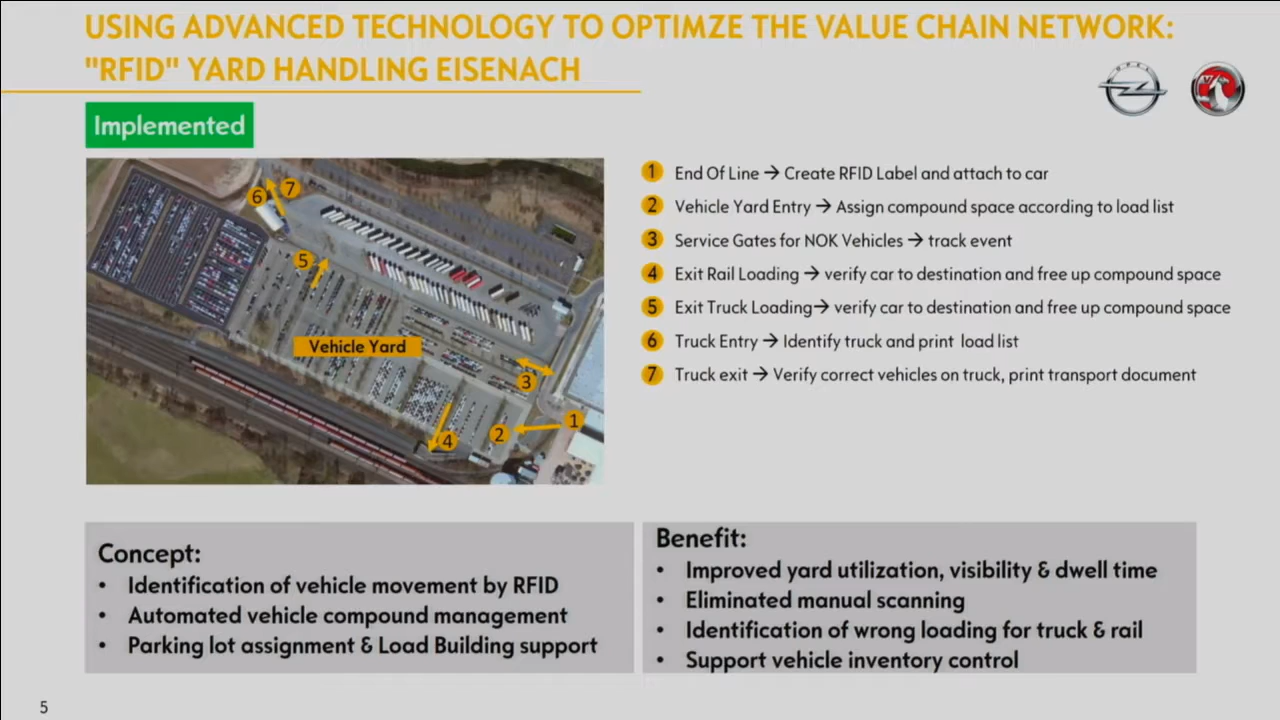 USING ADVANCED TECHNOLOGY TO OPTIMZE THE VALUE CHAIN NETWORK:
"RFID" YARD HANDLING EISENACH
OPEL
Implemented
7
6
5
Vehicle Yard
3
1
2
4
1 End Of Line → Create RFID Label and attach to car
2 Vehicle Yard Entry → Assign compound space according to load list
3 Service Gates for NOK Vehicles → track event
4 Exit Rail Loading → verify car to destination and free up compound space
5 Exit Truck Loading→ verify car to destination and free up compound space
6 Truck Entry → Identify truck and print load list
7 Truck exit → Verify correct vehicles on truck, print transport document
Concept:
• Identification of vehicle movement by RFID
• Automated vehicle compound management
• Parking lot assignment & Load Building support
Benefit:
• Improved yard utilization, visibility & dwell time
• Eliminated manual scanning
• Identification of wrong loading for truck & rail
• Support vehicle inventory control
5